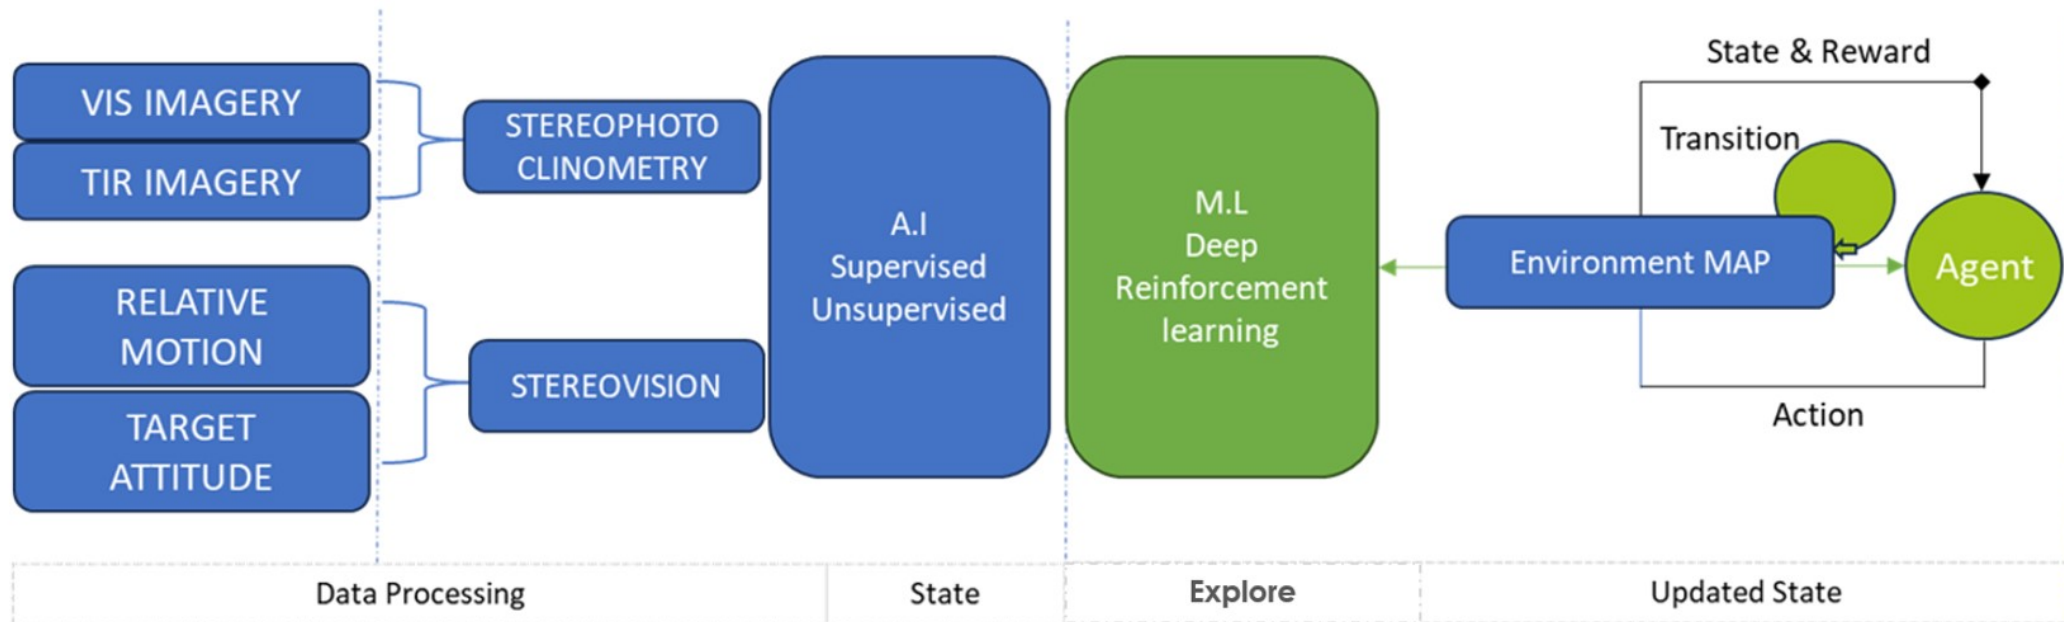 VIS IMAGERY
TIR IMAGERY
RELATIVE
MOTION
TARGET
ATTITUDE
STEREOPHOTO
CLINOMETRY
STEREOVISION
A.I
Supervised
Unsupervised
M.L
Deep
Reinforcement
learning
State & Reward
Transition
Environment MAP
Agent
Action
Data Processing
State
Explore
Updated State